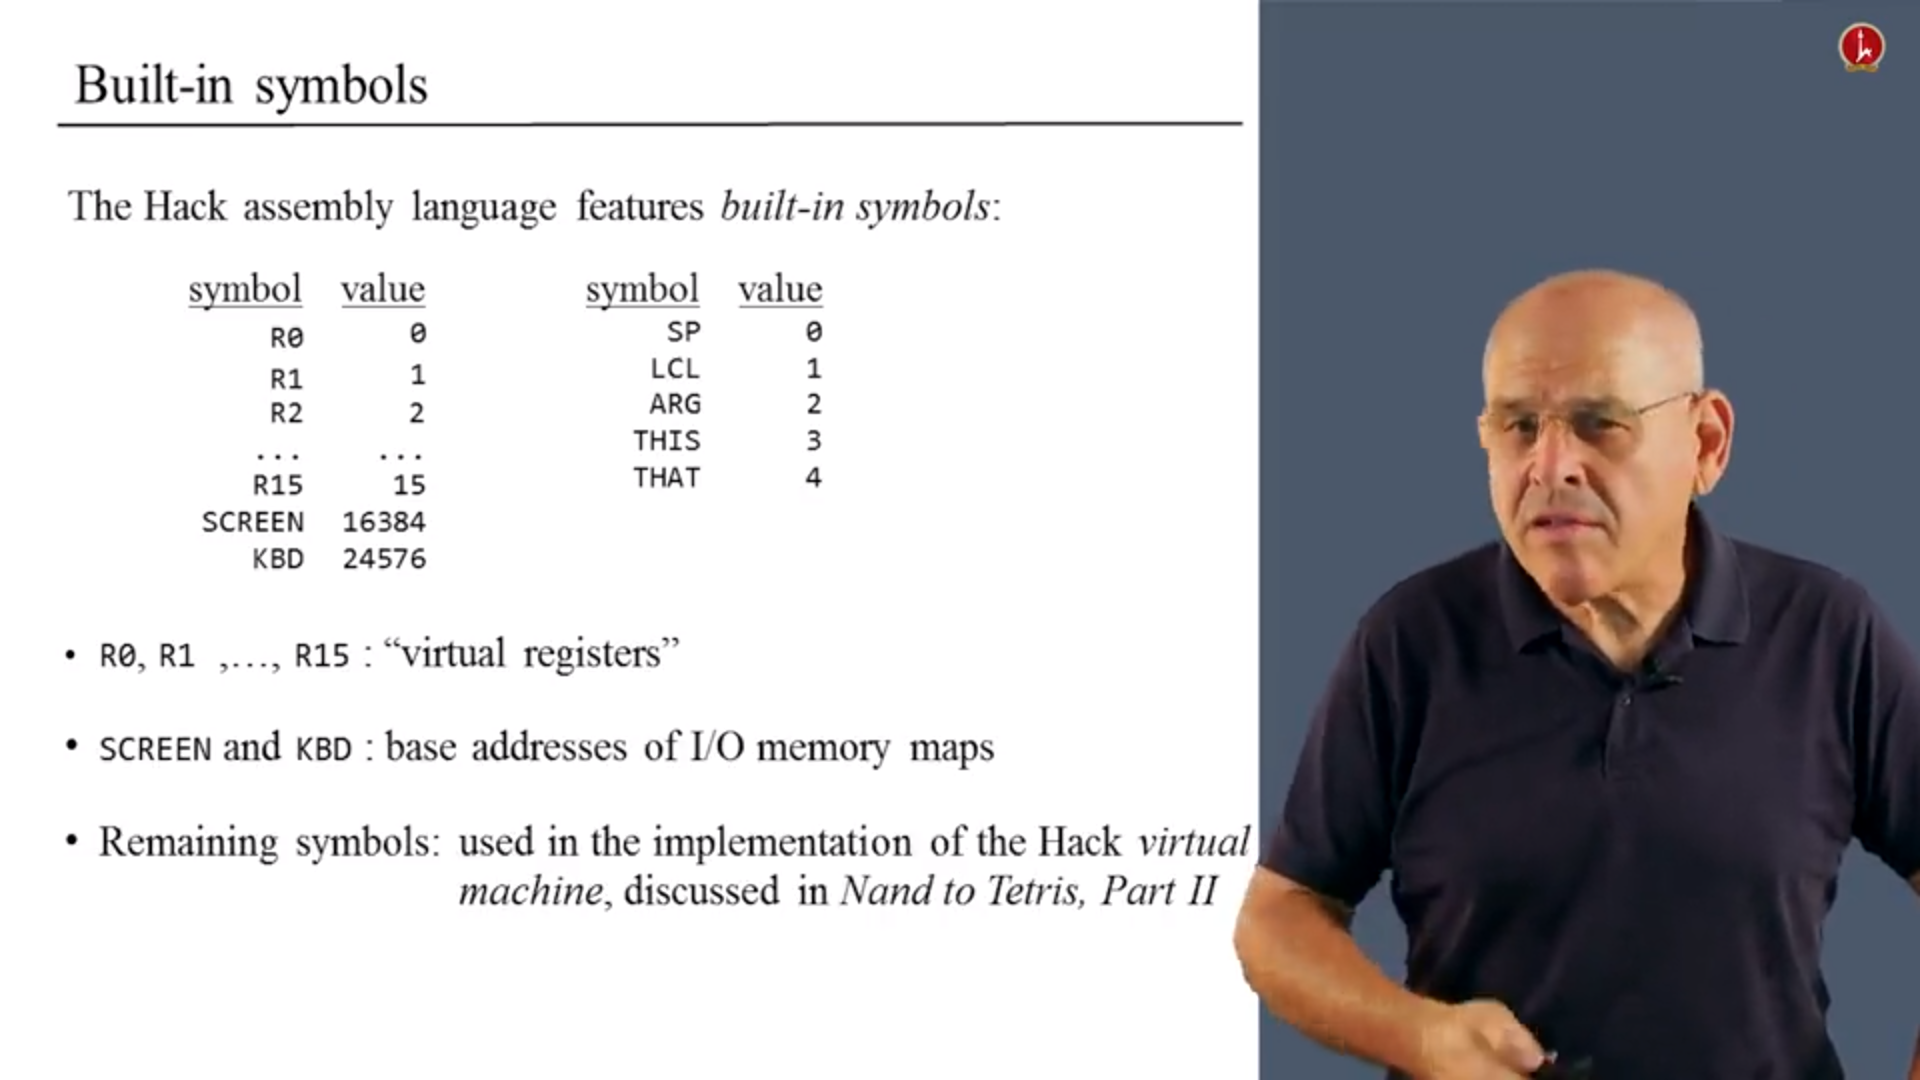 Built-in symbols
The Hack assembly language features built-in symbols:
symbol value symbol value
R0 0 SP 0
R1 1 LCL 1
R2 2 ARG 2
... ... THIS 3
R15 15 THAT 4
SCREEN 16384
KBD 24576
• R0, R1 ,..., R15 : “virtual registers”
• SCREEN and KBD : base addresses of I/O memory maps
• Remaining symbols: used in the implementation of the Hack virtual
machine, discussed in Nand to Tetris, Part II